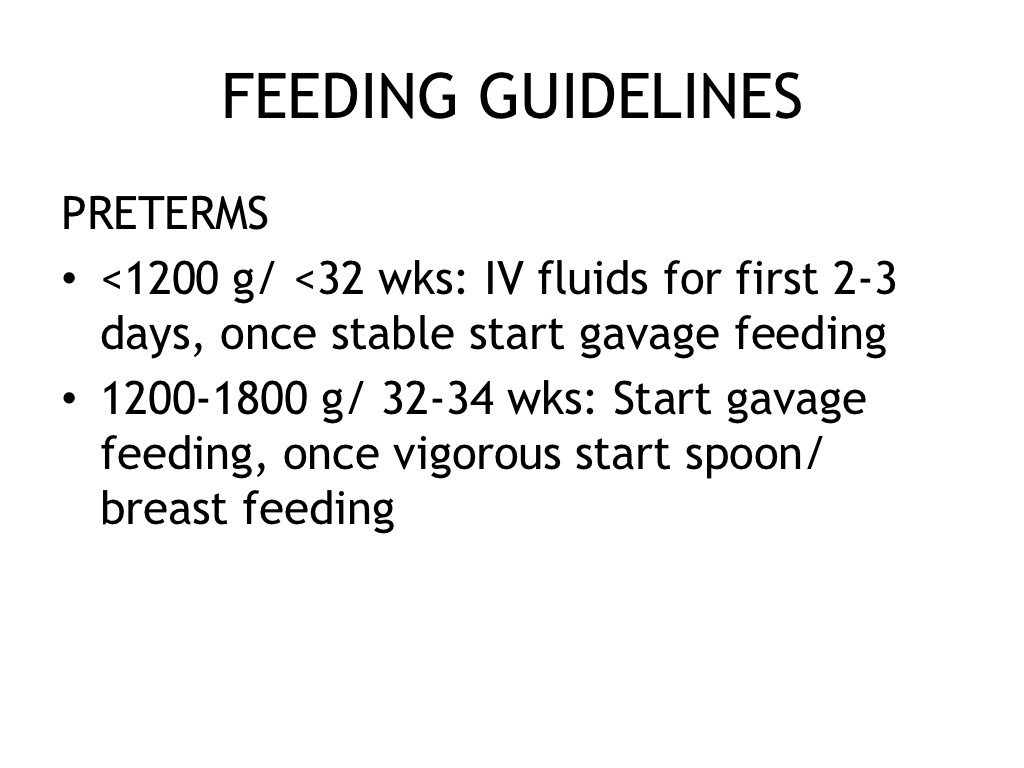 FEEDING GUIDELINES
PRETERMS
• <1200 g/ <32 wks: IV fluids for first 2-3
days, once stable start gavage feeding
• 1200-1800 g/ 32-34 wks: Start gavage
feeding, once vigorous start spoon/
breast feeding